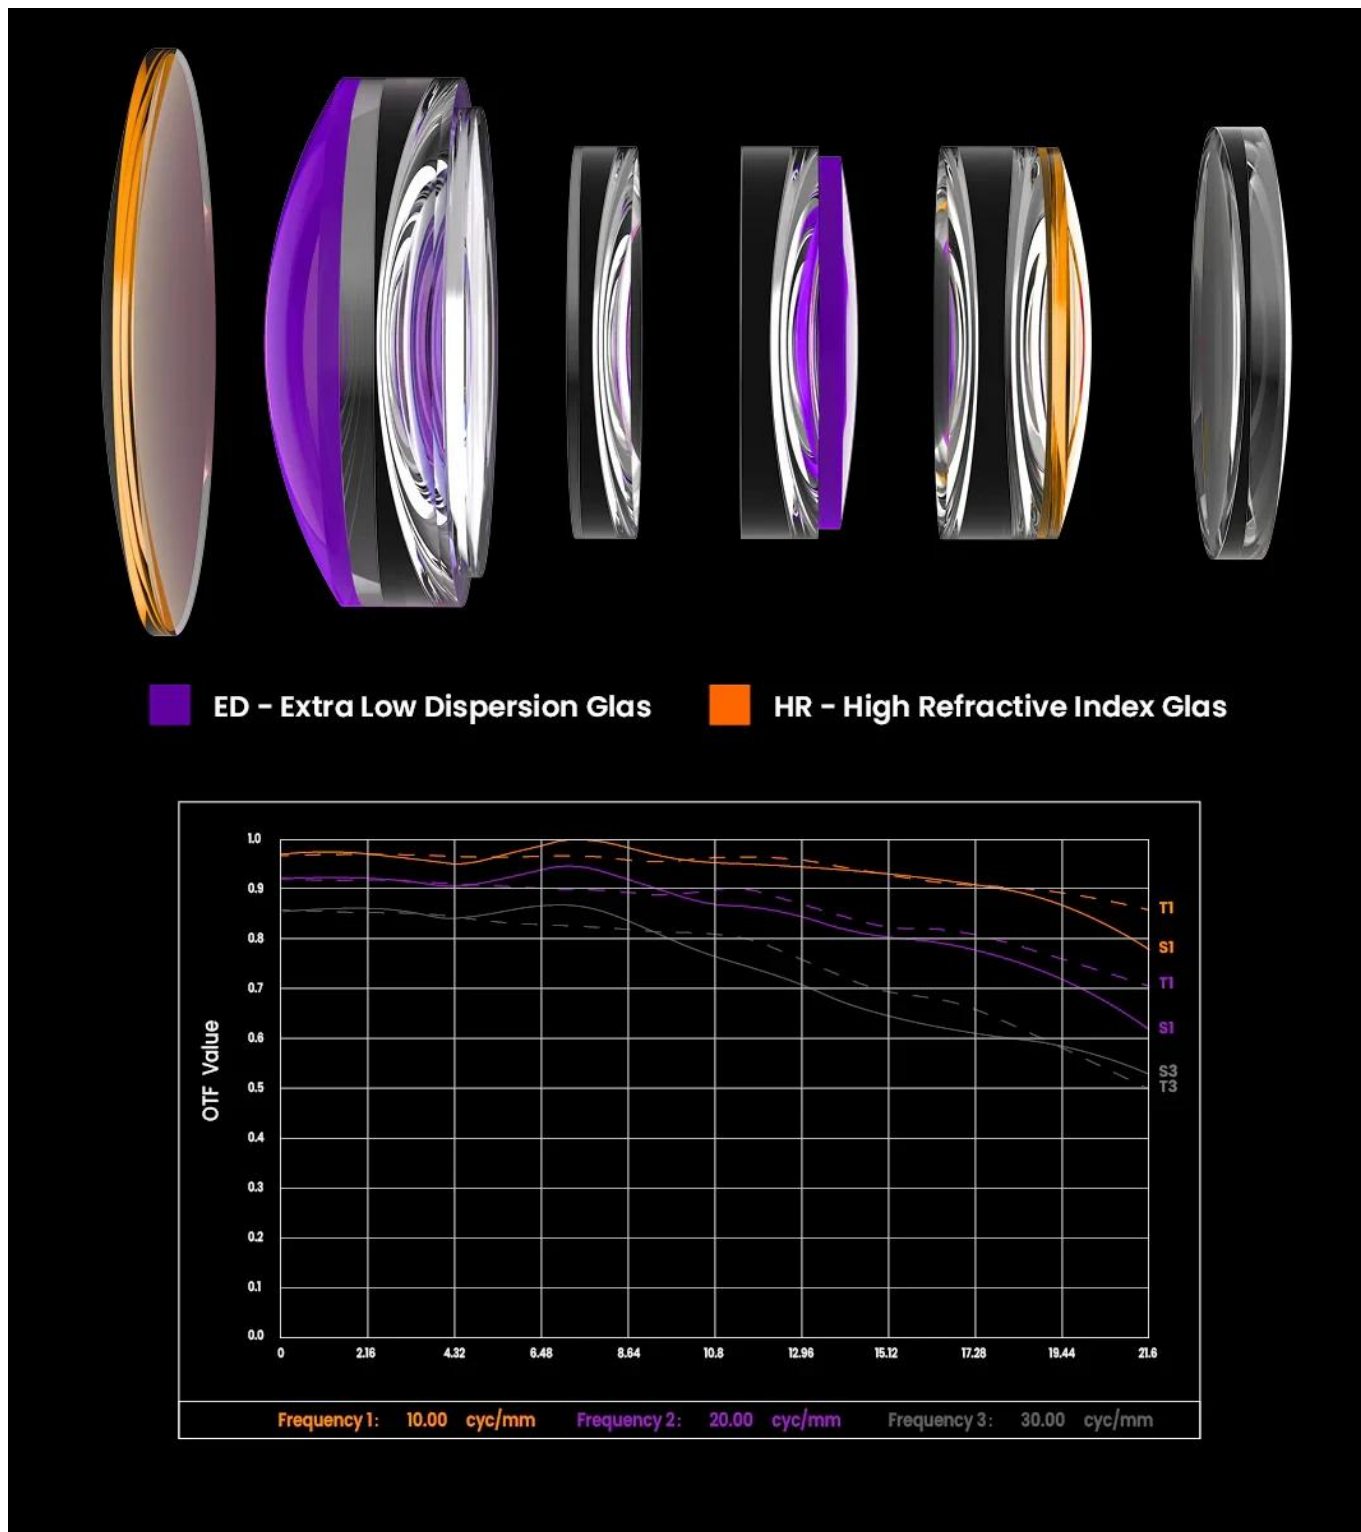 ED - Extra Low Dispersion Glas
HR - High Refractive Index Glas
1.0
0.9
0.8
0.7
0.6
0.5
0.4
0.3
0.2
0.1
0.0
OTF Value
T1
S1
T1
S1
S3
T3
0 2.16 4.32 6.48 8.64 10.8 12.96 15.12 17.28 19.44 21.6
Frequency 1: 10.00 cyc/mm Frequency 2: 20.00 cyc/mm Frequency 3: 30.00 cyc/mm